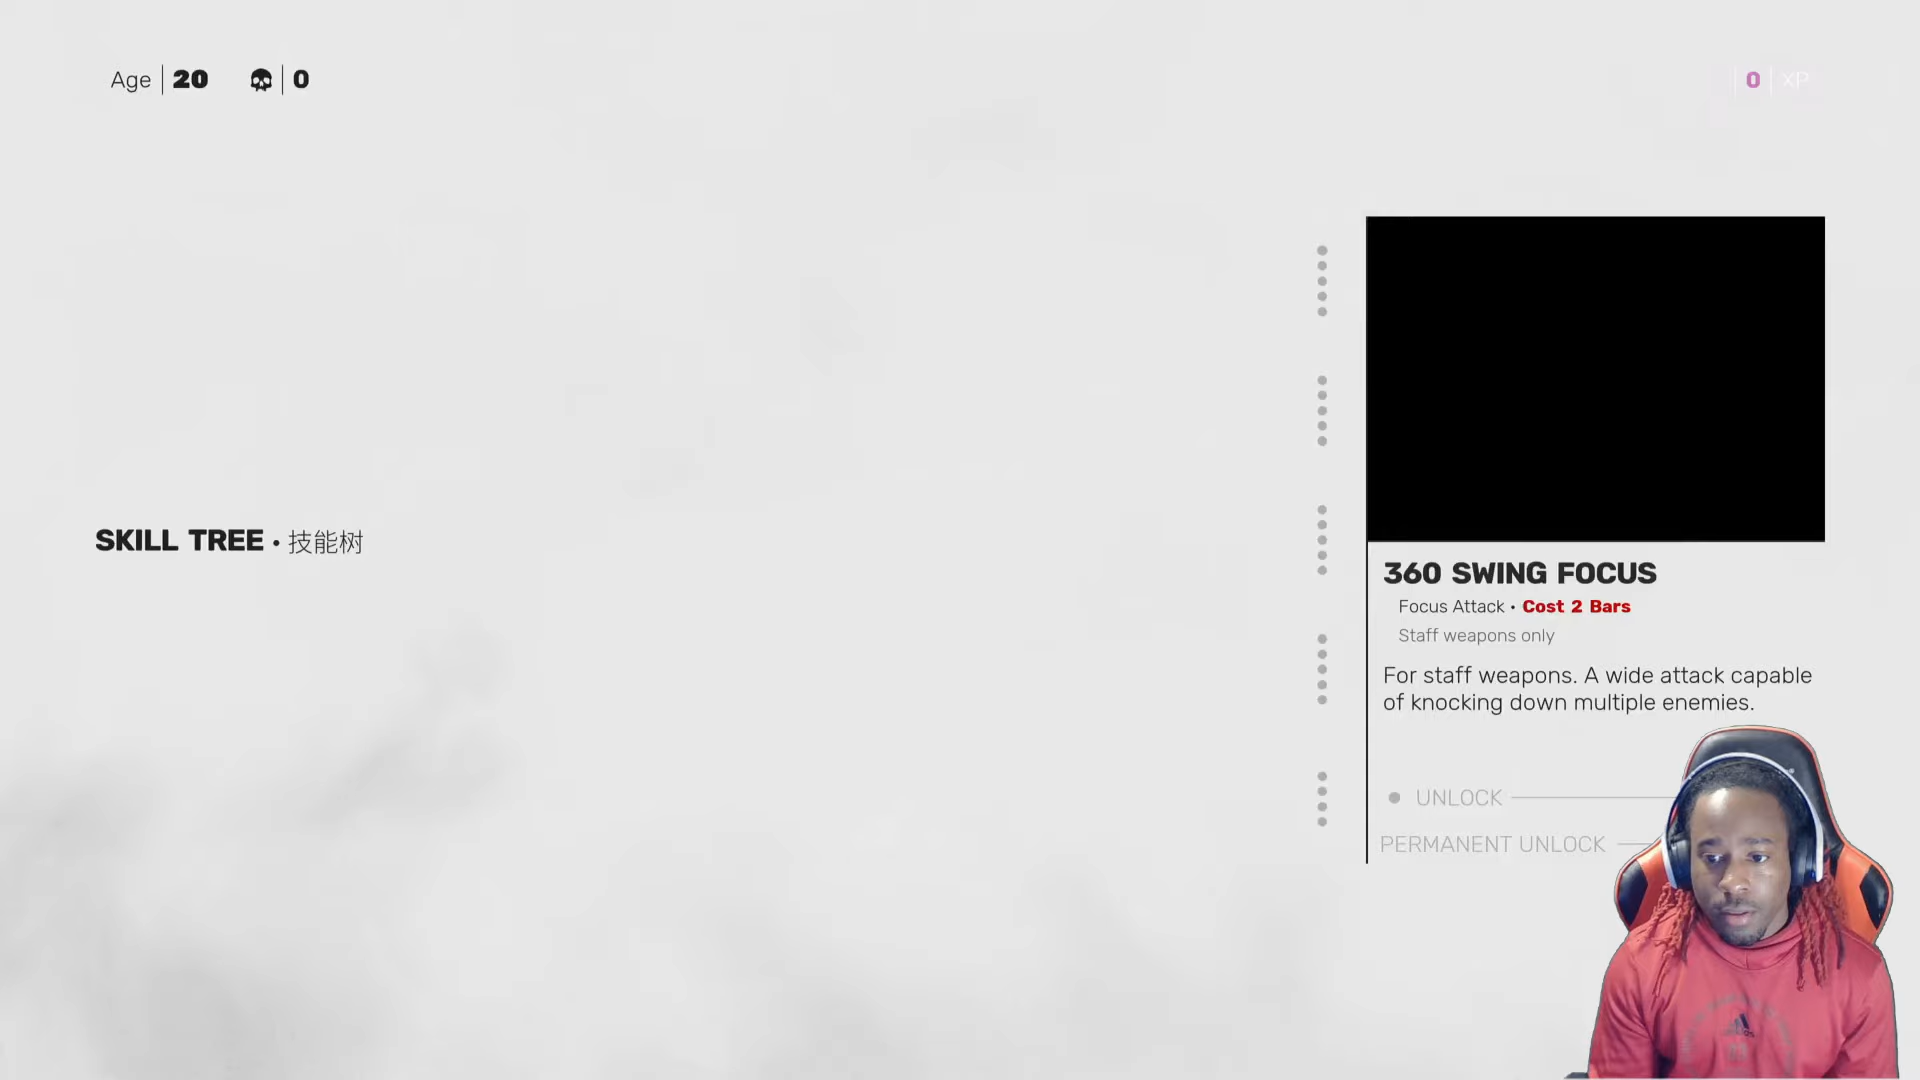 Age 20 0
0 XP
SKILL TREE • 技能树
360 SWING FOCUS
Focus Attack • Cost 2 Bars
Staff weapons only
For staff weapons. A wide attack capable
of knocking down multiple enemies.
UNLOCK
PERMANENT UNLOCK